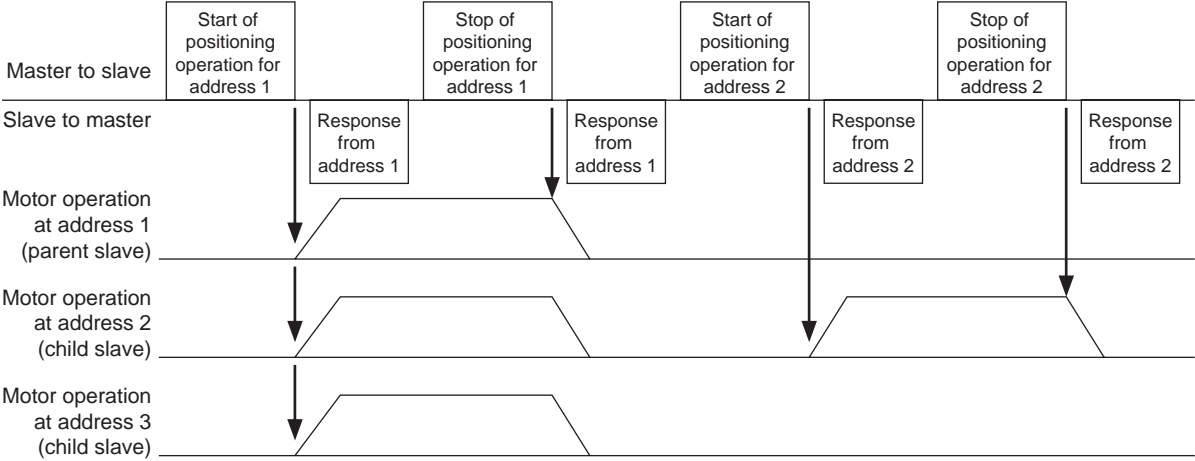 Start of
positioning
operation for
address 1
Stop of
positioning
operation for
address 1
Start of
positioning
operation for
address 2
Stop of
positioning
operation for
address 2
Master to slave
Slave to master
Response
from
address 1
Response
from
address 1
Response
from
address 2
Response
from
address 2
Motor operation
at address 1
(parent slave)
Motor operation
at address 2
(child slave)
Motor operation
at address 3
(child slave)